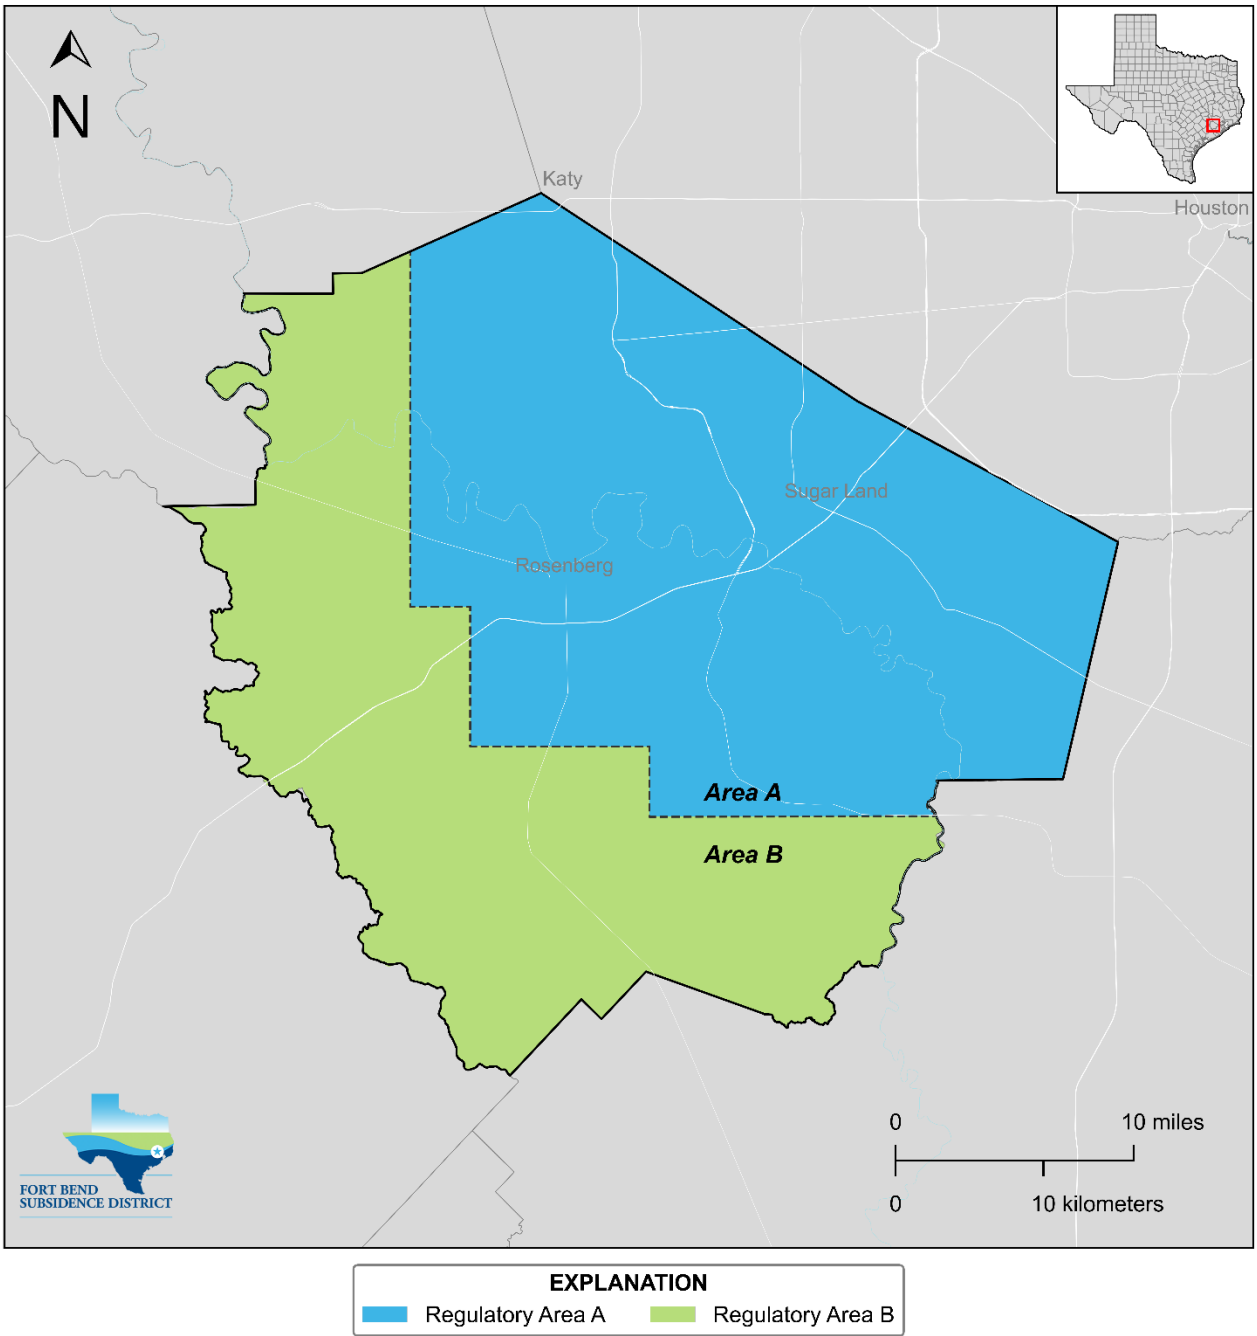 N
Katy
Houston
Sugar Land
Rosenberg
Area A
Area B
0 10 miles
0 10 kilometers
FORT BEND
SUBSIDENCE DISTRICT
EXPLANATION
Regulatory Area A Regulatory Area B